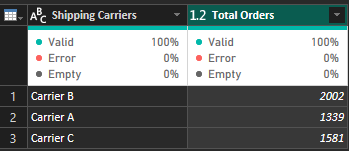 ABC Shipping Carriers 1.2 Total Orders
Valid 100% Valid 100%
Error 0% Error 0%
Empty 0% Empty 0%
1 Carrier B 2002
2 Carrier A 1339
3 Carrier C 1581